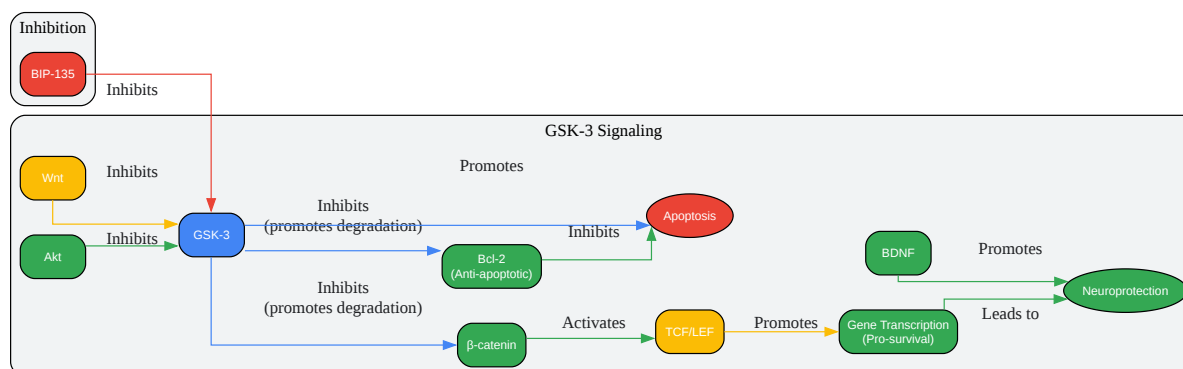 Inhibition
BIP-135
Inhibits
GSK-3 Signaling
Wnt
Inhibits
Promotes
Akt
Inhibits
GSK-3
Inhibits
(promotes degradation)
Apoptosis
Inhibits
Bcl-2
(Anti-apoptotic)
BDNF
Promotes
Neuroprotection
Inhibits
(promotes degradation)
β-catenin
Activates
TCF/LEF
Promotes
Gene Transcription
(Pro-survival)
Leads to